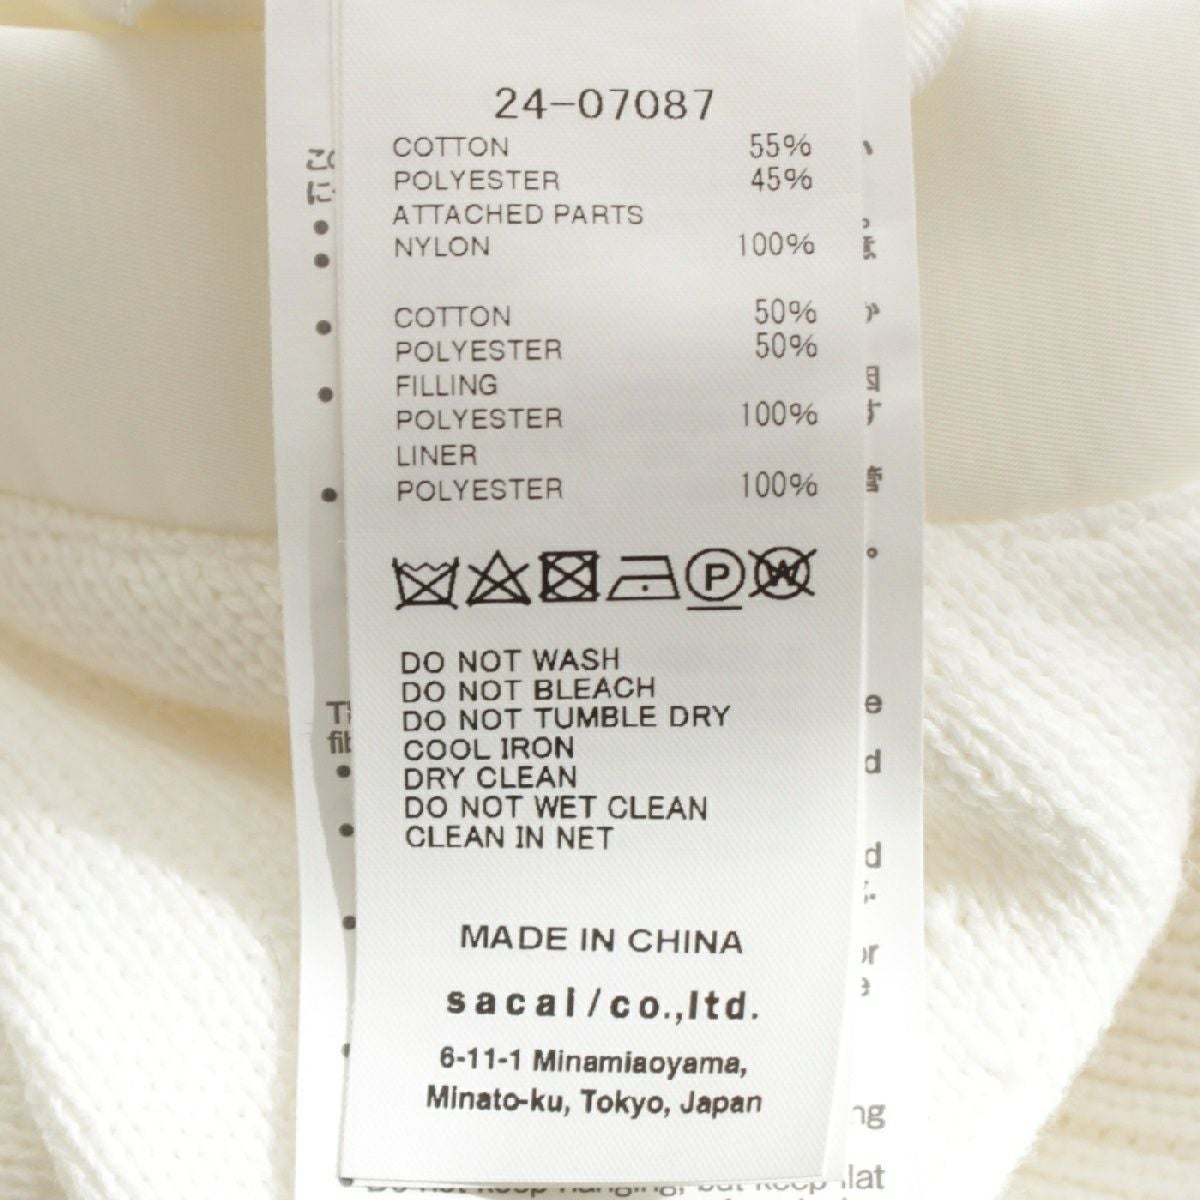 24-07087
COTTON 55%
POLYESTER 45%
ATTACHED PARTS
NYLON 100%
COTTON 50%
POLYESTER 50%
FILLING
POLYESTER 100%
LINER
POLYESTER 100%
P W
DO NOT WASH
DO NOT BLEACH
DO NOT TUMBLE DRY
COOL IRON
DRY CLEAN
DO NOT WET CLEAN
CLEAN IN NET
MADE IN CHINA
sacai/co.,ltd.
6-11-1 Minamiaoyama,
Minato-ku, Tokyo, Japan